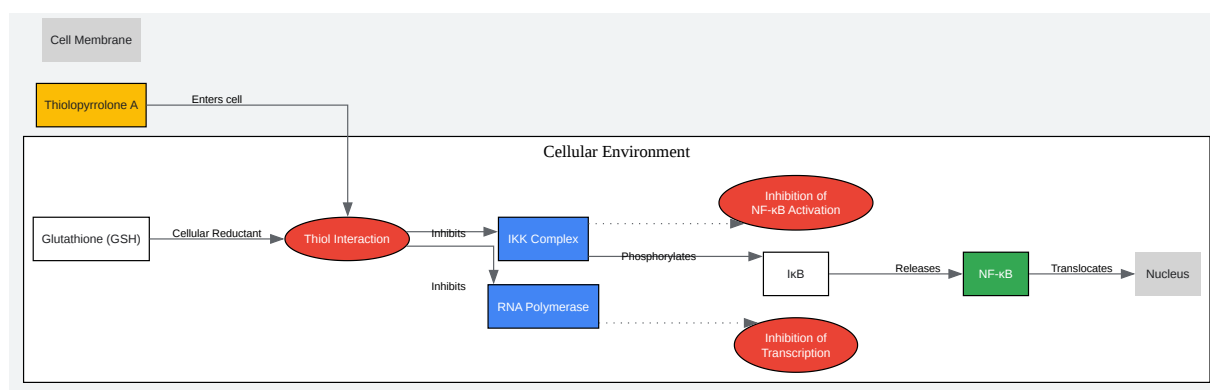 Cell Membrane
Thiolopyrrolone A
Enters cell
Cellular Environment
Glutathione (GSH)
Cellular Reductant
Thiol Interaction
Inhibits
Inhibits
IKK Complex
RNA Polymerase
Inhibition of
NF-κB Activation
Phosphorylates
IκB
Releases
NF-κB
Translocates
Nucleus
Inhibition of
Transcription